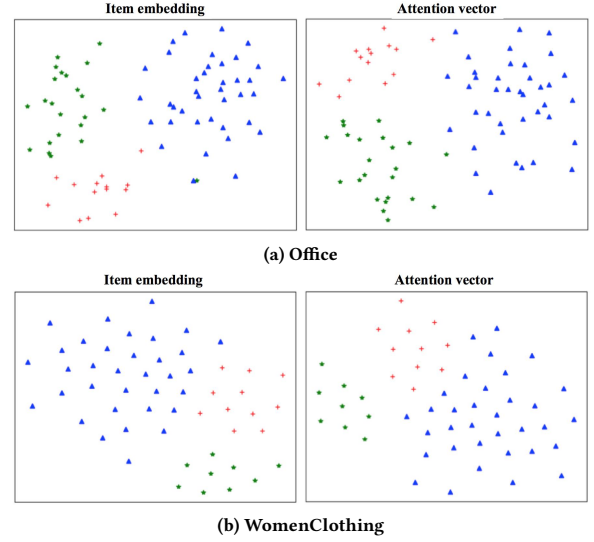 Item embedding
Attention vector
(a) Office
Item embedding
Attention vector
(b) WomenClothing